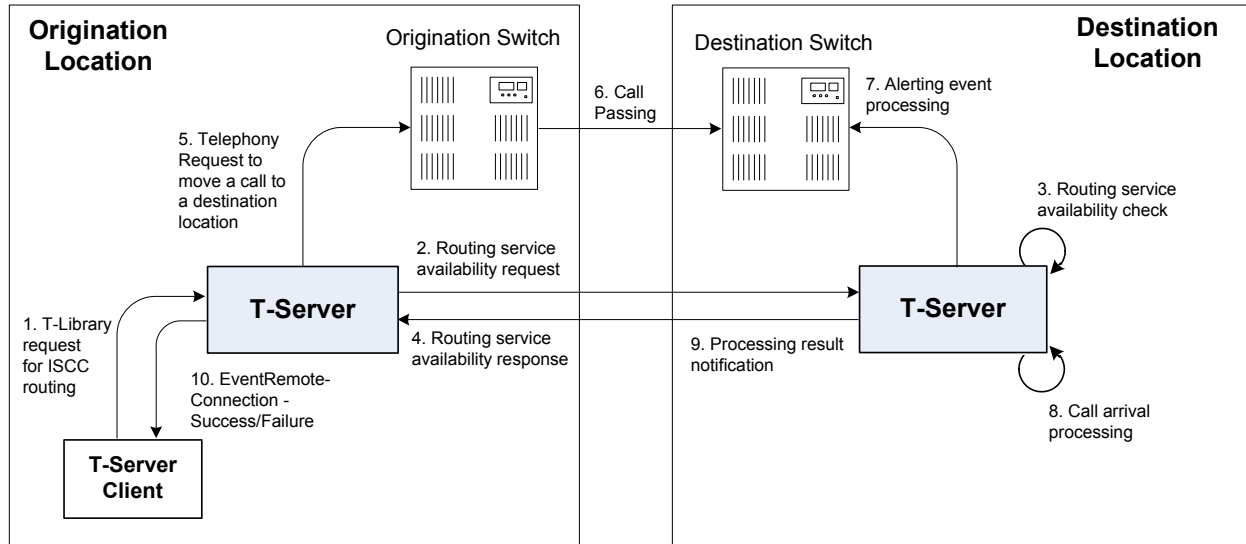 Origination
Location
Origination Switch
Destination Switch
Destination
Location
5. Telephony
Request to
move a call to
a destination
location
6. Call
Passing
7. Alerting event
processing
3. Routing service
availability check
2. Routing service
availability request
T-Server
T-Server
1. T-Library
request
for ISCC
routing
4. Routing service
availability response
9. Processing result
notification
10. EventRemote-
Connection -
Success/Failure
8. Call arrival
processing
T-Server
Client